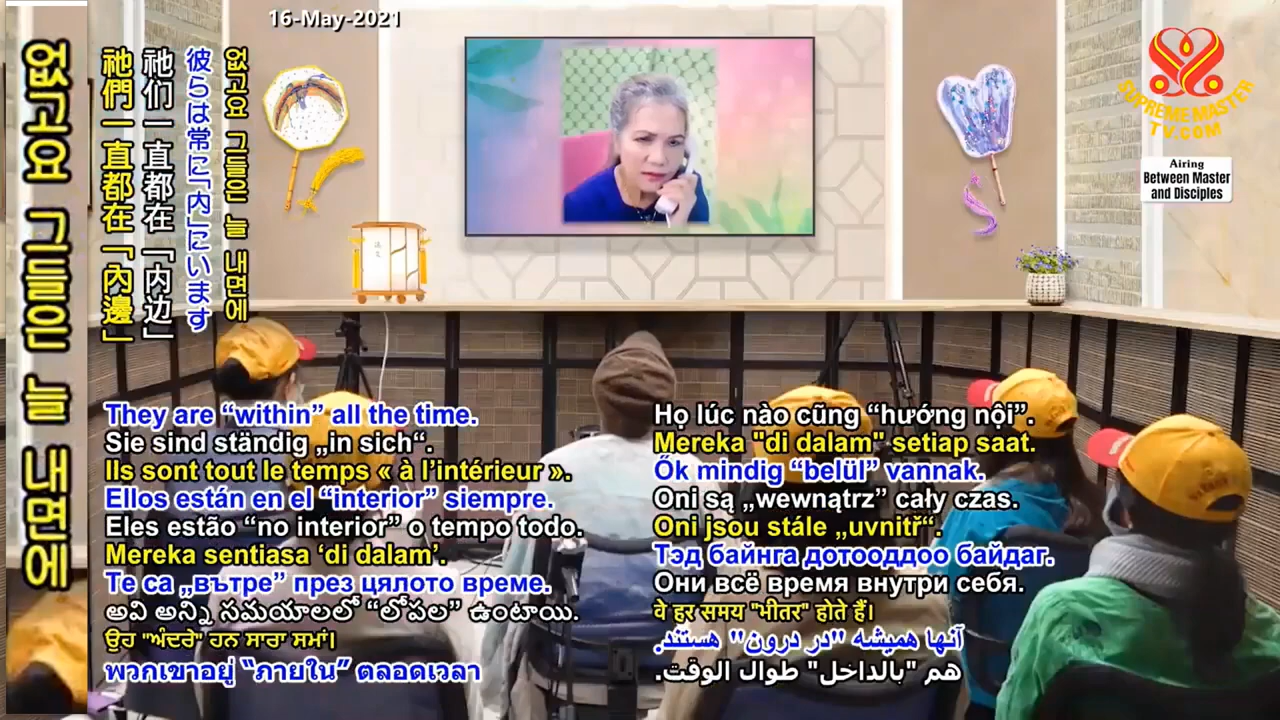 16-May-2021
SUPREME MASTER
TV.COM
Airing
Between Master
and Disciples
없고요 그들은 늘 내면에
없고요 그들은 늘 내면에
彼らは常に「内」にいます
祂们一直都在「内边」
祂們一直都在「內邊」
They are “within” all the time.
Sie sind ständig „in sich“.
Ils sont tout le temps « à l’intérieur ».
Ellos están en el “interior” siempre.
Eles estão “no interior” o tempo todo.
Mereka sentiasa ‘di dalam’.
Те са „вътре” през цялото време.
అవి అన్ని సమయాలలో “లోపల” ఉంటాయి.
ਉਹ "ਅੰਦਰੇ" ਹਨ ਸਾਰਾ ਸਮਾਂ।
พวกเขาอยู่ “ภายใน” ตลอดเวลา
Họ lúc nào cũng “hướng nội”.
Mereka "di dalam" setiap saat.
Ők mindig “belül” vannak.
Oni są „wewnątrz” cały czas.
Oni jsou stále „uvnitř“.
Тэд байнга дотооддоо байдаг.
Они всё время внутри себя.
वे हर समय "भीतर" होते हैं।
آنها همیشه "در درون" هستند.
هم "بالداخل" طوال الوقت.